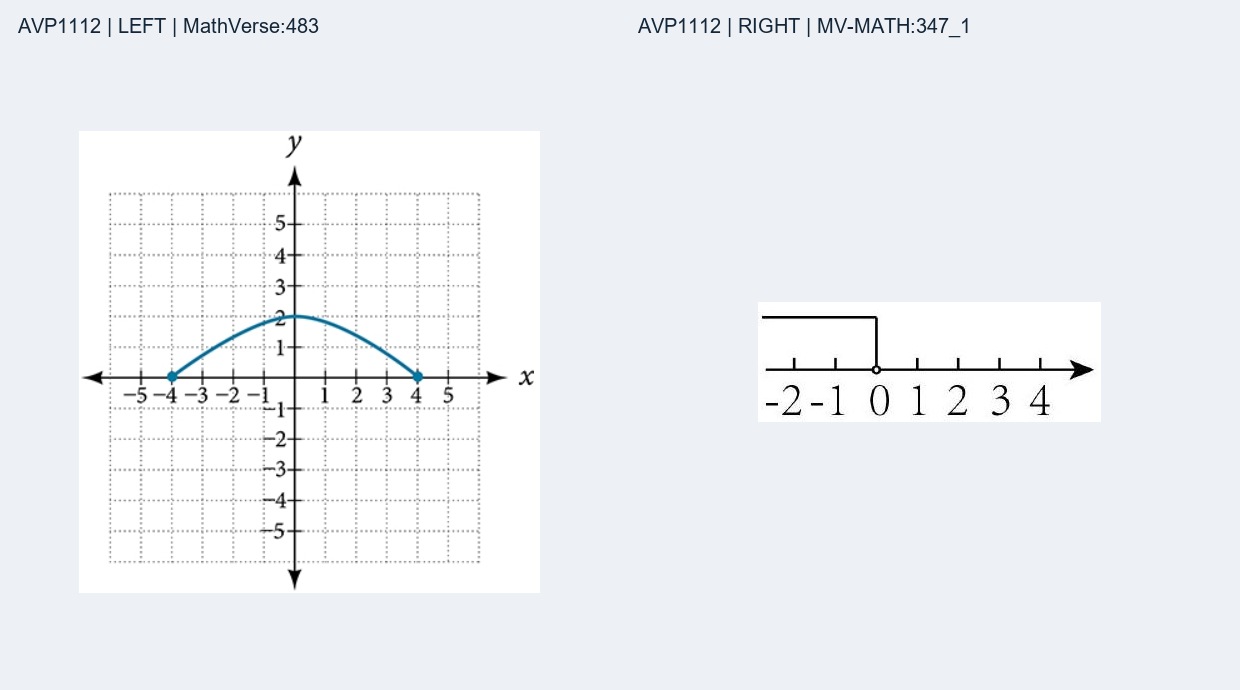 AVP1112 | LEFT | MathVerse:483
AVP1112 | RIGHT | MV-MATH:347_1
y
5
4
3
2
1
−5 −4 −3 −2 −1 1 2 3 4 5 x
−1
−2
−3
−4
−5
-2 -1 0 1 2 3 4